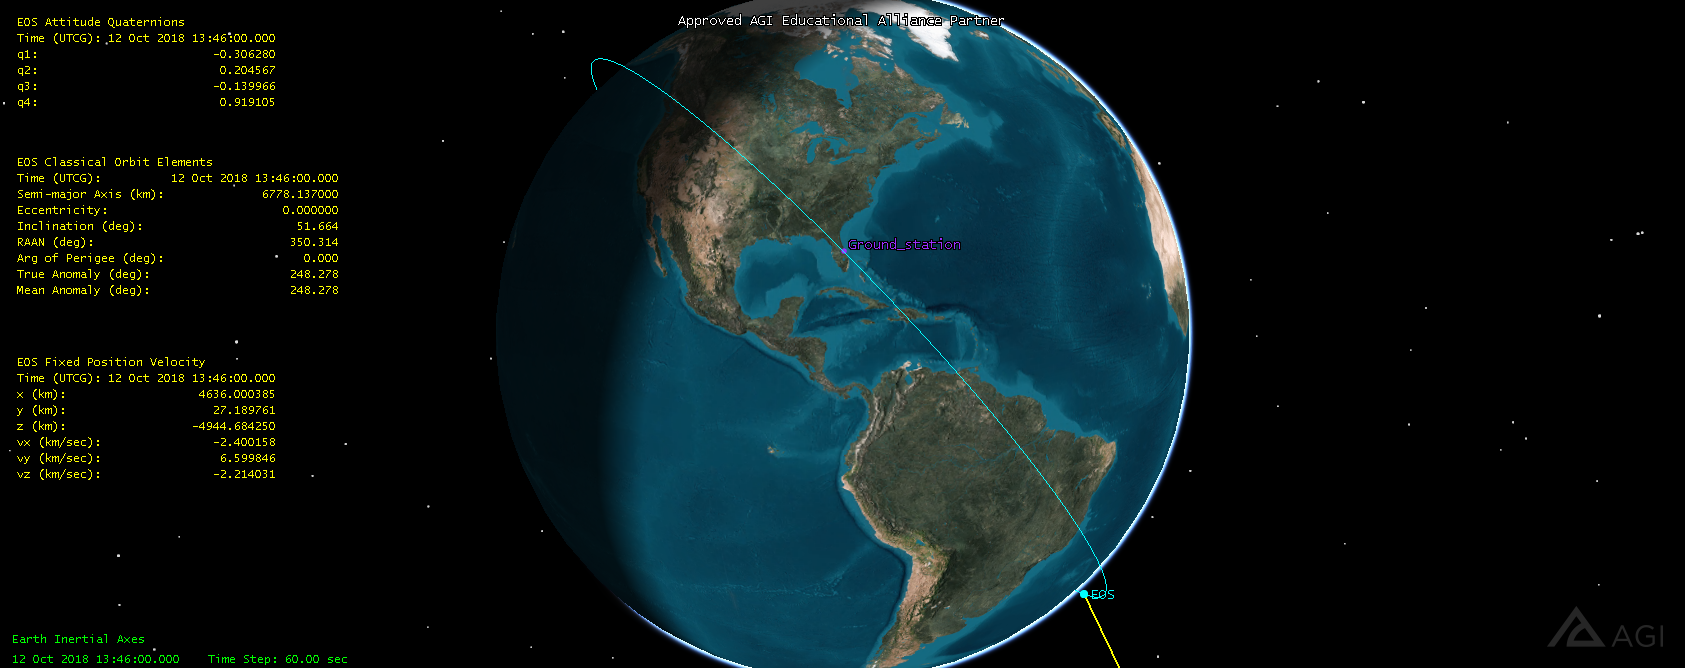 Approved AGI Educational Alliance Partner
EOS Attitude Quaternions
Time (UTCG): 12 Oct 2018 13:46:00.000
q1: -0.306280
q2: 0.204567
q3: -0.139966
q4: 0.919105
EOS Classical Orbit Elements
Time (UTCG): 12 Oct 2018 13:46:00.000
Semi-major Axis (km): 6778.137000
Eccentricity: 0.000000
Inclination (deg): 51.664
RAAN (deg): 350.314
Arg of Perigee (deg): 0.000
True Anomaly (deg): 248.278
Mean Anomaly (deg): 248.278
Ground_station
EOS Fixed Position Velocity
Time (UTCG): 12 Oct 2018 13:46:00.000
x (km): 4636.000385
y (km): 27.189761
z (km): -4944.684250
vx (km/sec): -2.400158
vy (km/sec): 6.599846
vz (km/sec): -2.214031
EOS
AGI
Earth Inertial Axes
12 Oct 2018 13:46:00.000 Time Step: 60.00 sec